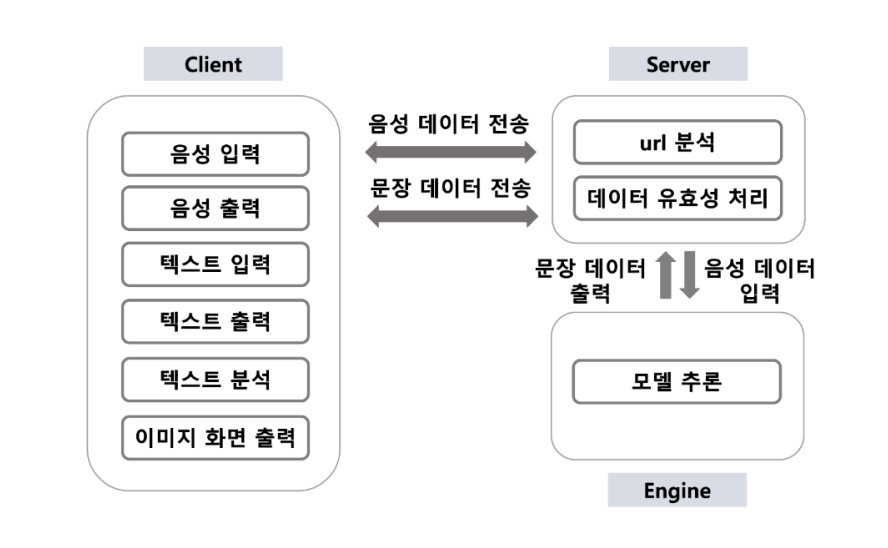 Client
음성 입력
음성 출력
텍스트 입력
텍스트 출력
텍스트 분석
이미지 화면 출력
음성 데이터 전송
문장 데이터 전송
Server
url 분석
데이터 유효성 처리
문장 데이터
출력
음성 데이터
입력
모델 추론
Engine